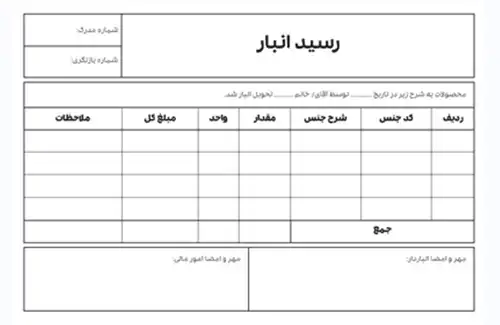 رسید انبار
شماره مدرک:
شماره بازنگری:
محصولات به شرح زیر در تاریخ ........... توسط آقای/ خانم ........... تحویل انبار شد.
ردیف کد جنس شرح جنس مقدار واحد مبلغ کل ملاحظات
جمع
مهر و امضا انباردار: مهر و امضا امور مالی: